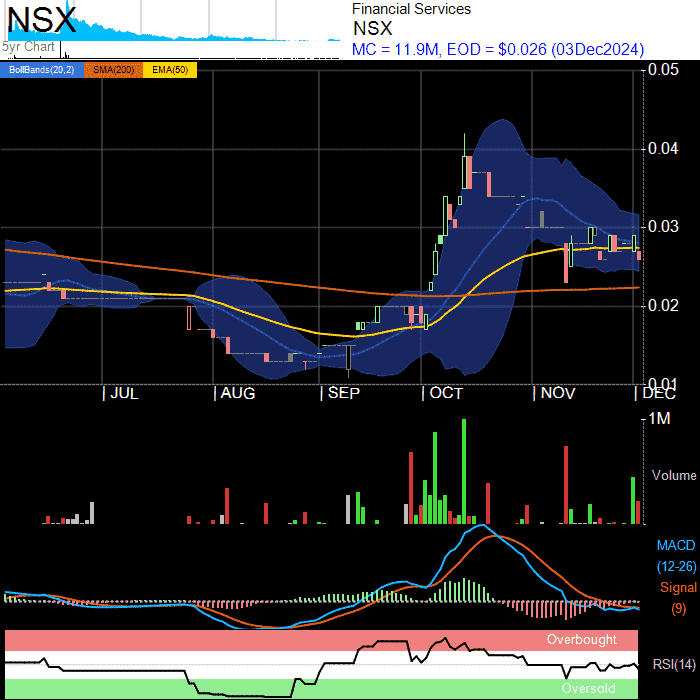 NSX
5yr Chart
Financial Services
NSX
MC = 11.9M, EOD = $0.026 (03Dec2024)
BollBands(20,2) SMA(200) EMA(50)
0.05
0.04
0.03
0.02
0.01
JUL AUG SEP OCT NOV DEC
1M
Volume
MACD
(12-26)
Signal
(9)
Overbought
RSI(14)
Oversold